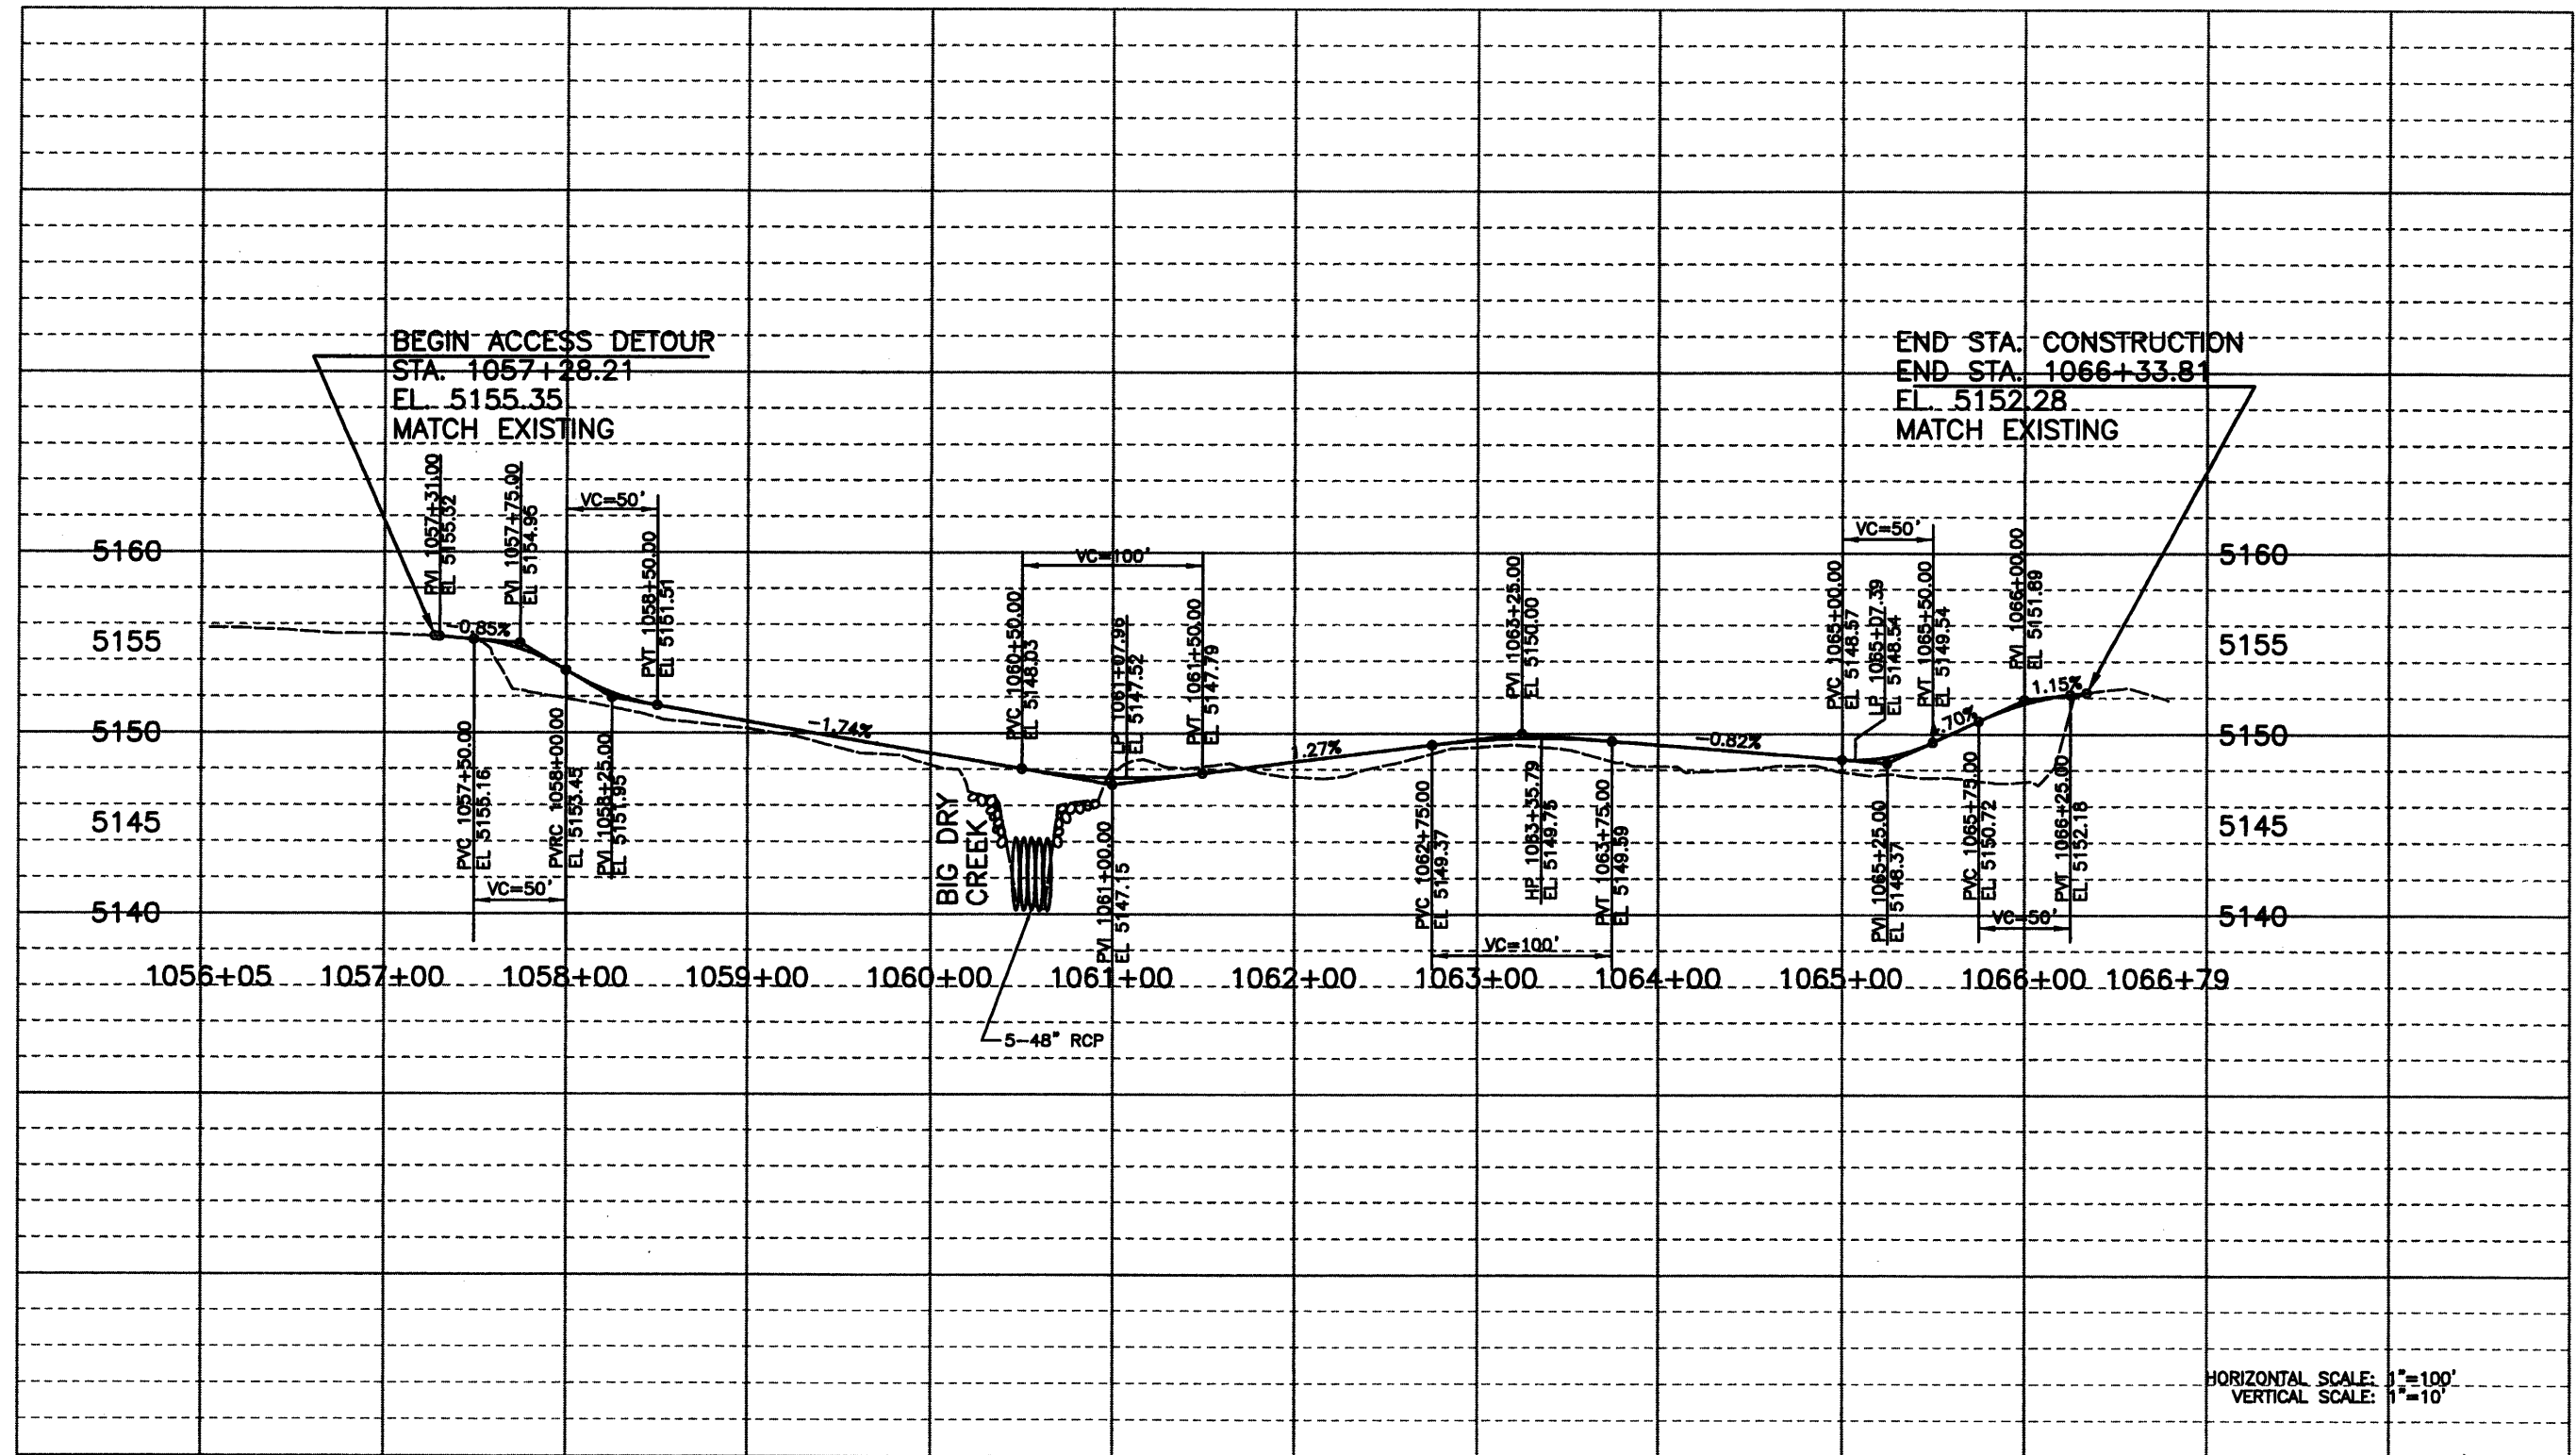 BEGIN ACCESS DETOUR
STA. 1057+28.21
EL. 5155.35
MATCH EXISTING
END STA. CONSTRUCTION
END STA. 1066+33.81
EL. 5152.28
MATCH EXISTING
PVI 1057+31.00
EL 5155.32
PVI 1057+75.00
EL 5154.95
VC=50'
PVT 1058+50.00
EL 5151.51
VC=100'
PVC 1060+50.00
EL 5148.03
LP 1061+07.96
EL 5147.52
PVT 1061+50.00
EL 5147.79
PVI 1063+25.00
EL 5150.00
VC=50'
PVC 1065+00.00
EL 5148.57
LP 1065+07.39
EL 5148.54
PVT 1065+50.00
EL 5149.54
PVI 1066+00.00
EL 5151.89
5160
5155
5150
5145
5140
5160
5155
5150
5145
5140
-0.85%
-1.74%
1.27%
-0.82%
1.15%
PVC 1057+50.00
EL 5155.16
PVRC 1058+00.00
EL 5153.45
PVI 1058+25.00
EL 5151.95
VC=50'
BIG DRY
CREEK
PVI 1061+00.00
EL 5147.15
PVC 1062+75.00
EL 5149.37
HP 1063+35.79
EL 5149.75
PVT 1063+75.00
EL 5149.59
VC=100'
PVI 1065+25.00
EL 5148.37
PVC 1065+75.00
EL 5150.72
PVT 1066+25.00
EL 5152.18
VC=50'
1056+05 1057+00 1058+00 1059+00 1060+00 1061+00 1062+00 1063+00 1064+00 1065+00 1066+00 1066+79
5-48" RCP
HORIZONTAL SCALE: 1"=100'
VERTICAL SCALE: 1"=10'